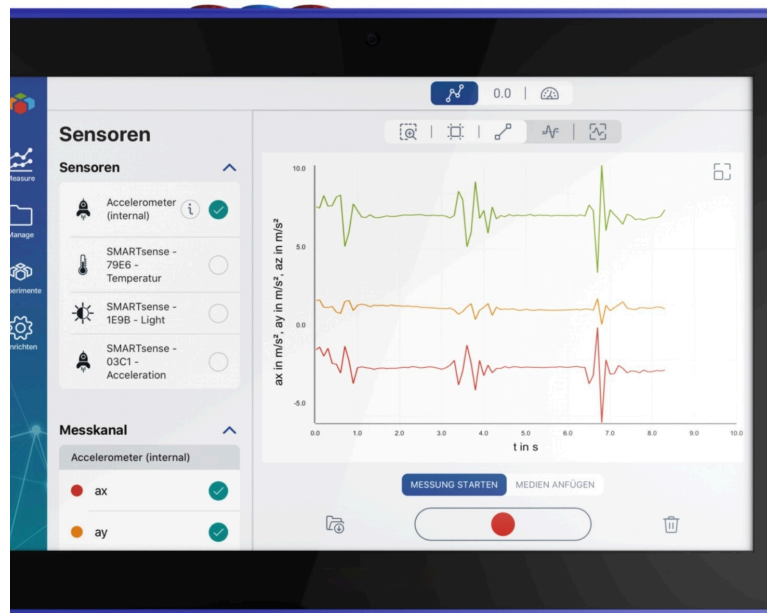 0.0
Sensoren
Sensoren
Accelerometer
(internal)
i
SMARTsense -
79E6 -
Temperatur
SMARTsense -
1E9B - Light
SMARTsense -
03C1 -
Acceleration
Messkanal
Accelerometer (internal)
ax
ay
Measure
Manage
perimente
nrichten
ax in m/s², ay in m/s², az in m/s²
10.0
5.0
0.0
-5.0
0.0 1.0 2.0 3.0 4.0 5.0 6.0 7.0 8.0 9.0 10.0
t in s
MESSUNG STARTEN
MEDIEN ANFÜGEN